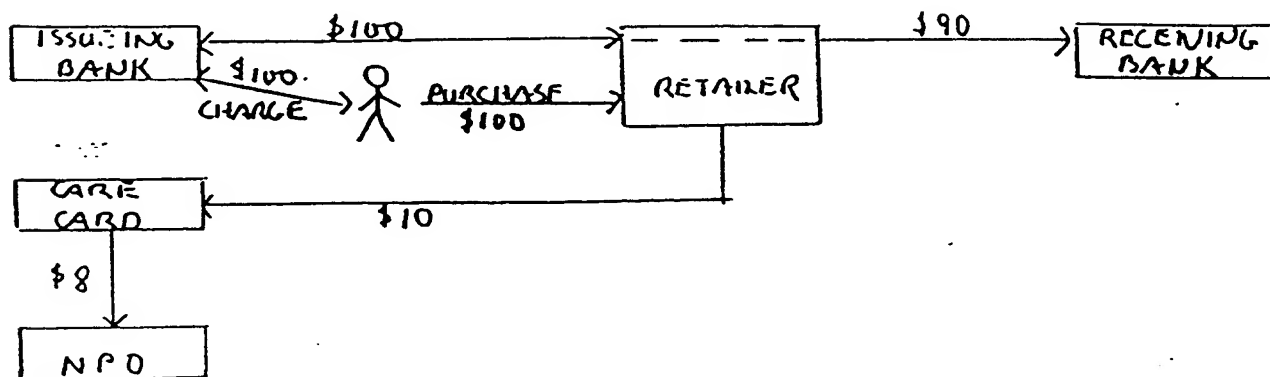 ISSUING
BANK
$100
$100.
CHARGE
PURCHASE
$100
RETAILER
$90
RECEIVING
BANK
CARE
CARD
$10
$8
NPO